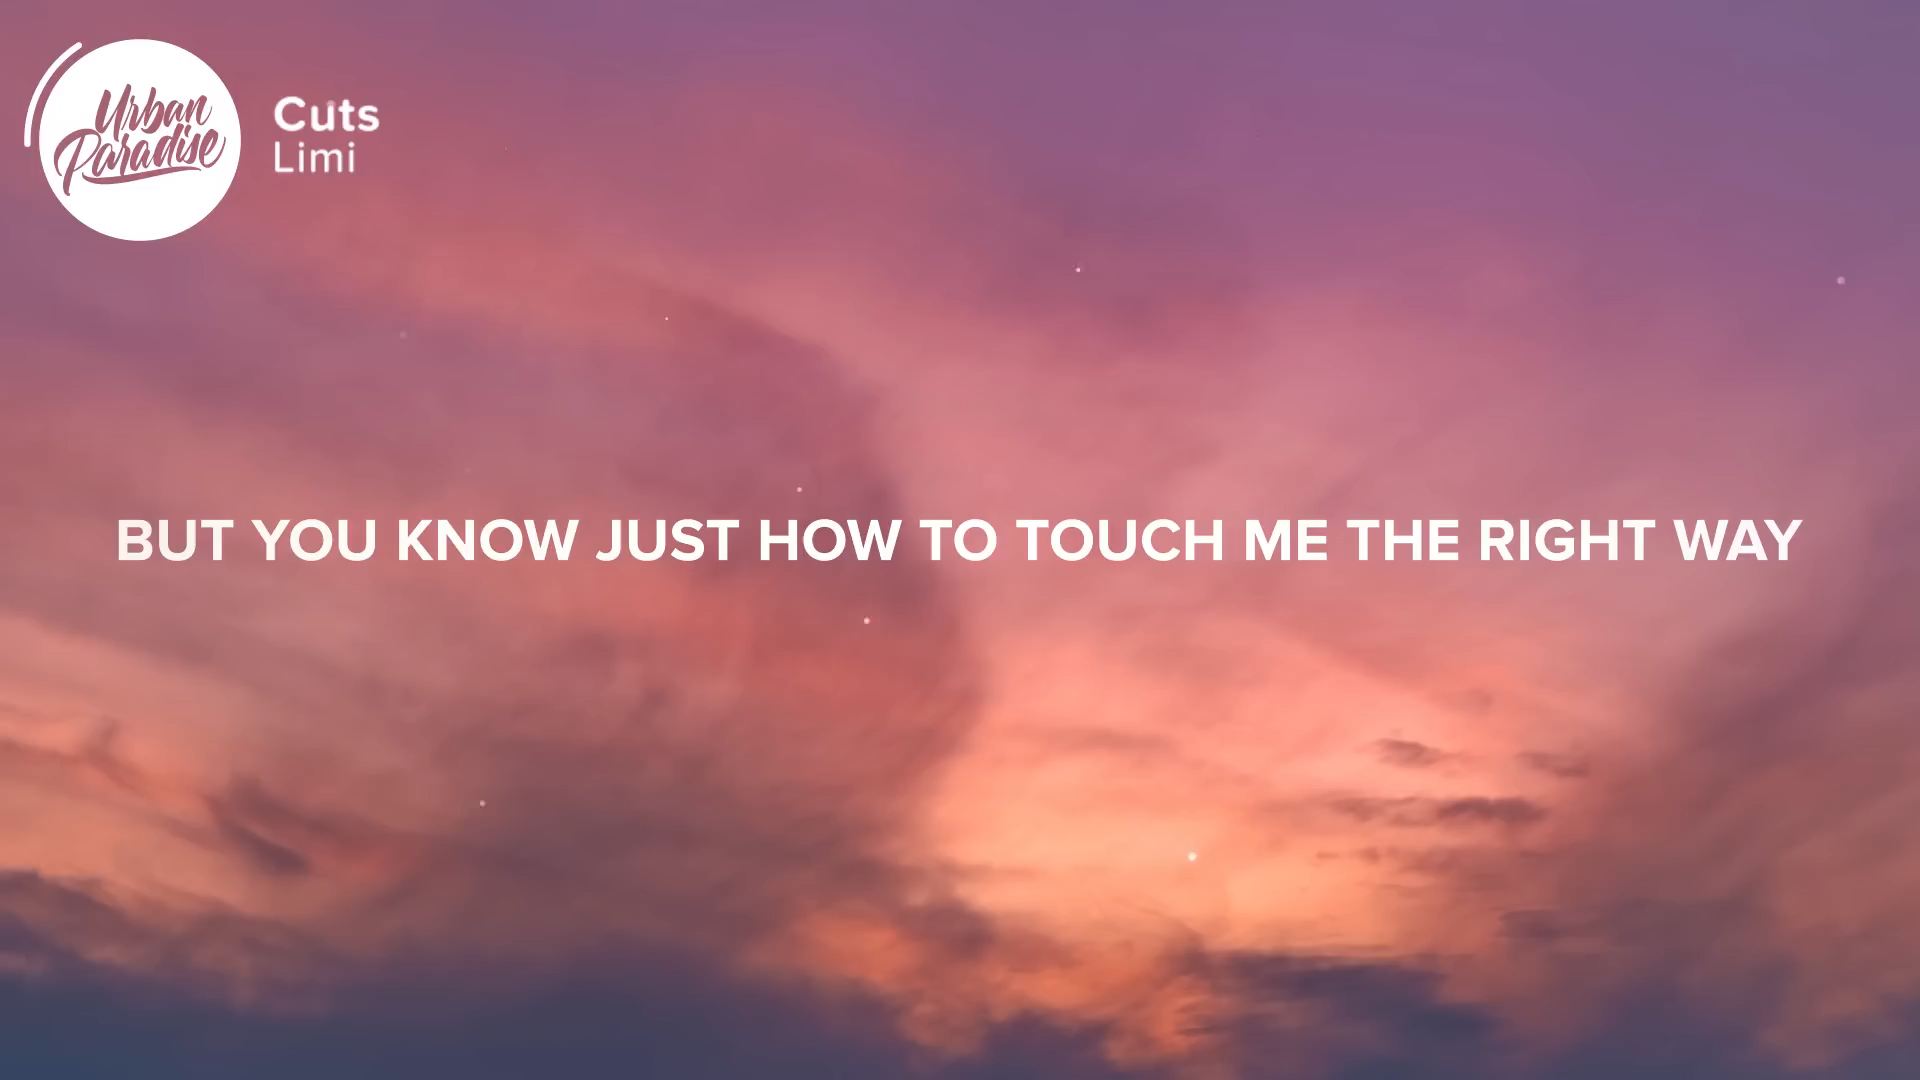 Urban
Paradise
Cuts
Limi
BUT YOU KNOW JUST HOW TO TOUCH ME THE RIGHT WAY